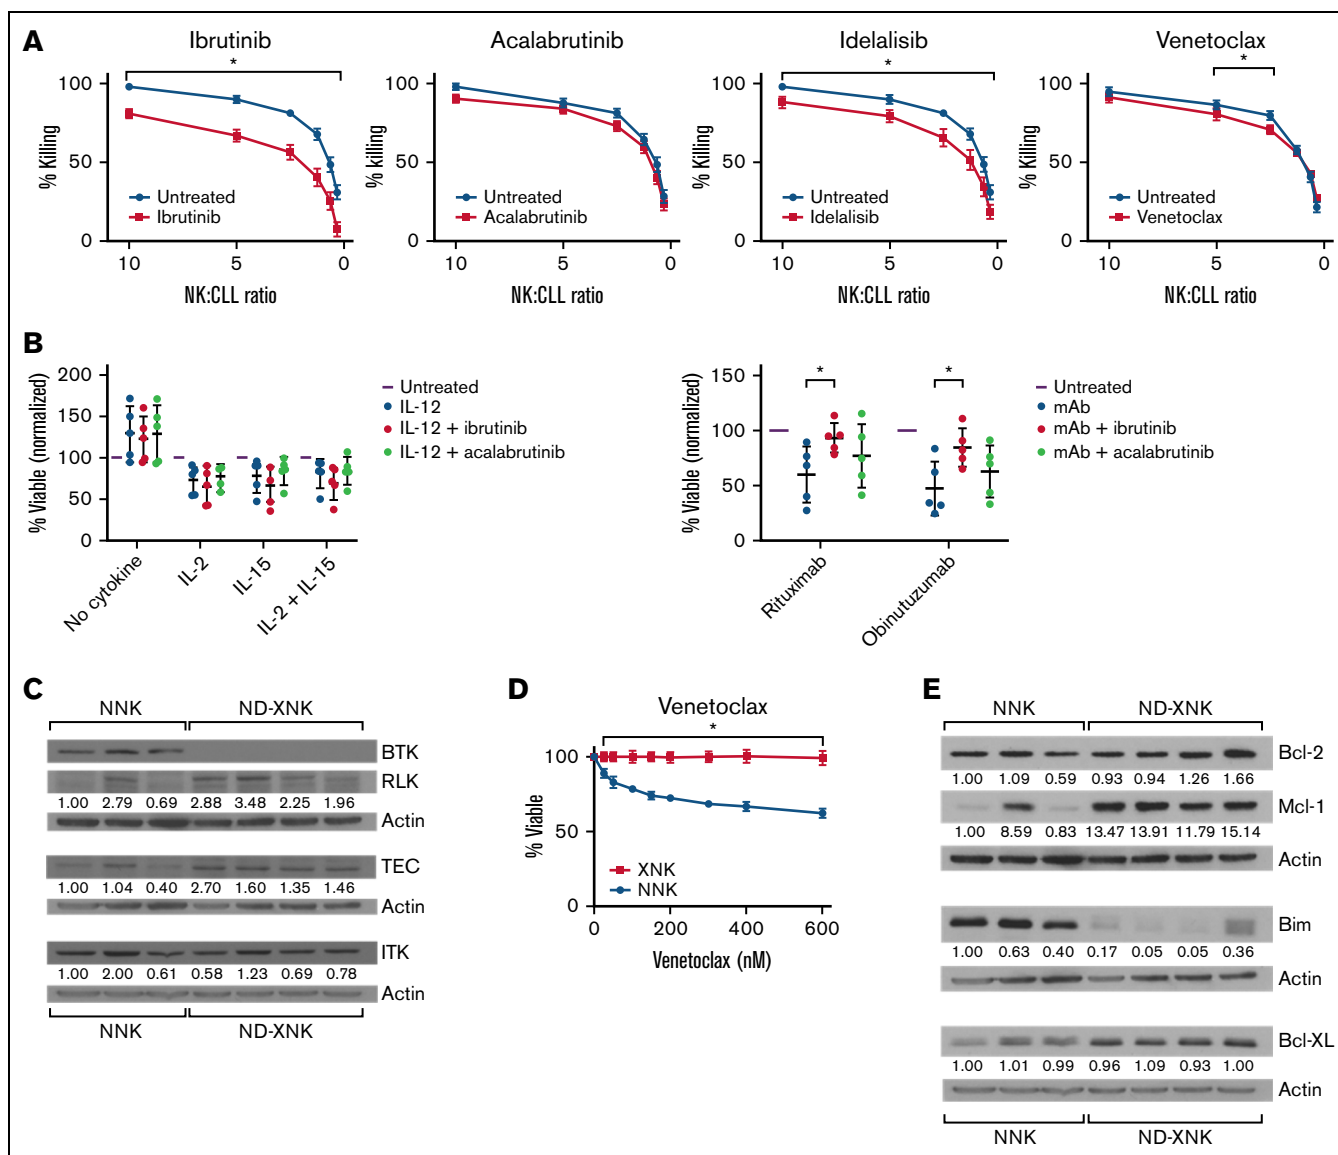 A
Ibrutinib
*
100
50
0
% Killing
Untreated
Ibrutinib
10 5 0
NK:CLL ratio
Acalabrutinib
100
50
0
% Killing
Untreated
Acalabrutinib
10 5 0
NK:CLL ratio
Idelalisib
*
100
50
0
% Killing
Untreated
Idelalisib
10 5 0
NK:CLL ratio
Venetoclax
*
100
50
0
% Killing
Untreated
Venetoclax
10 5 0
NK:CLL ratio
B
200
150
100
50
0
% Viable (normalized)
No cytokine
IL-2
IL-15
IL-2 + IL-15
Untreated
IL-12
IL-12 + ibrutinib
IL-12 + acalabrutinib
150
100
50
0
% Viable (normalized)
* *
Rituximab
Obinutuzumab
Untreated
mAb
mAb + ibrutinib
mAb + acalabrutinib
C
NNK ND-XNK
BTK
RLK
1.00 2.79 0.69 2.88 3.48 2.25 1.96
Actin
TEC
1.00 1.04 0.40 2.70 1.60 1.35 1.46
Actin
ITK
1.00 2.00 0.61 0.58 1.23 0.69 0.78
Actin
NNK ND-XNK
D
Venetoclax
*
100
50
0
% Viable
XNK
NNK
0 200 400 600
Venetoclax (nM)
E
NNK ND-XNK
Bcl-2
1.00 1.09 0.59 0.93 0.94 1.26 1.66
Mcl-1
1.00 8.59 0.83 13.47 13.91 11.79 15.14
Actin
Bim
1.00 0.63 0.40 0.17 0.05 0.05 0.36
Actin
Bcl-XL
1.00 1.01 0.99 0.96 1.09 0.93 1.00
Actin
NNK ND-XNK